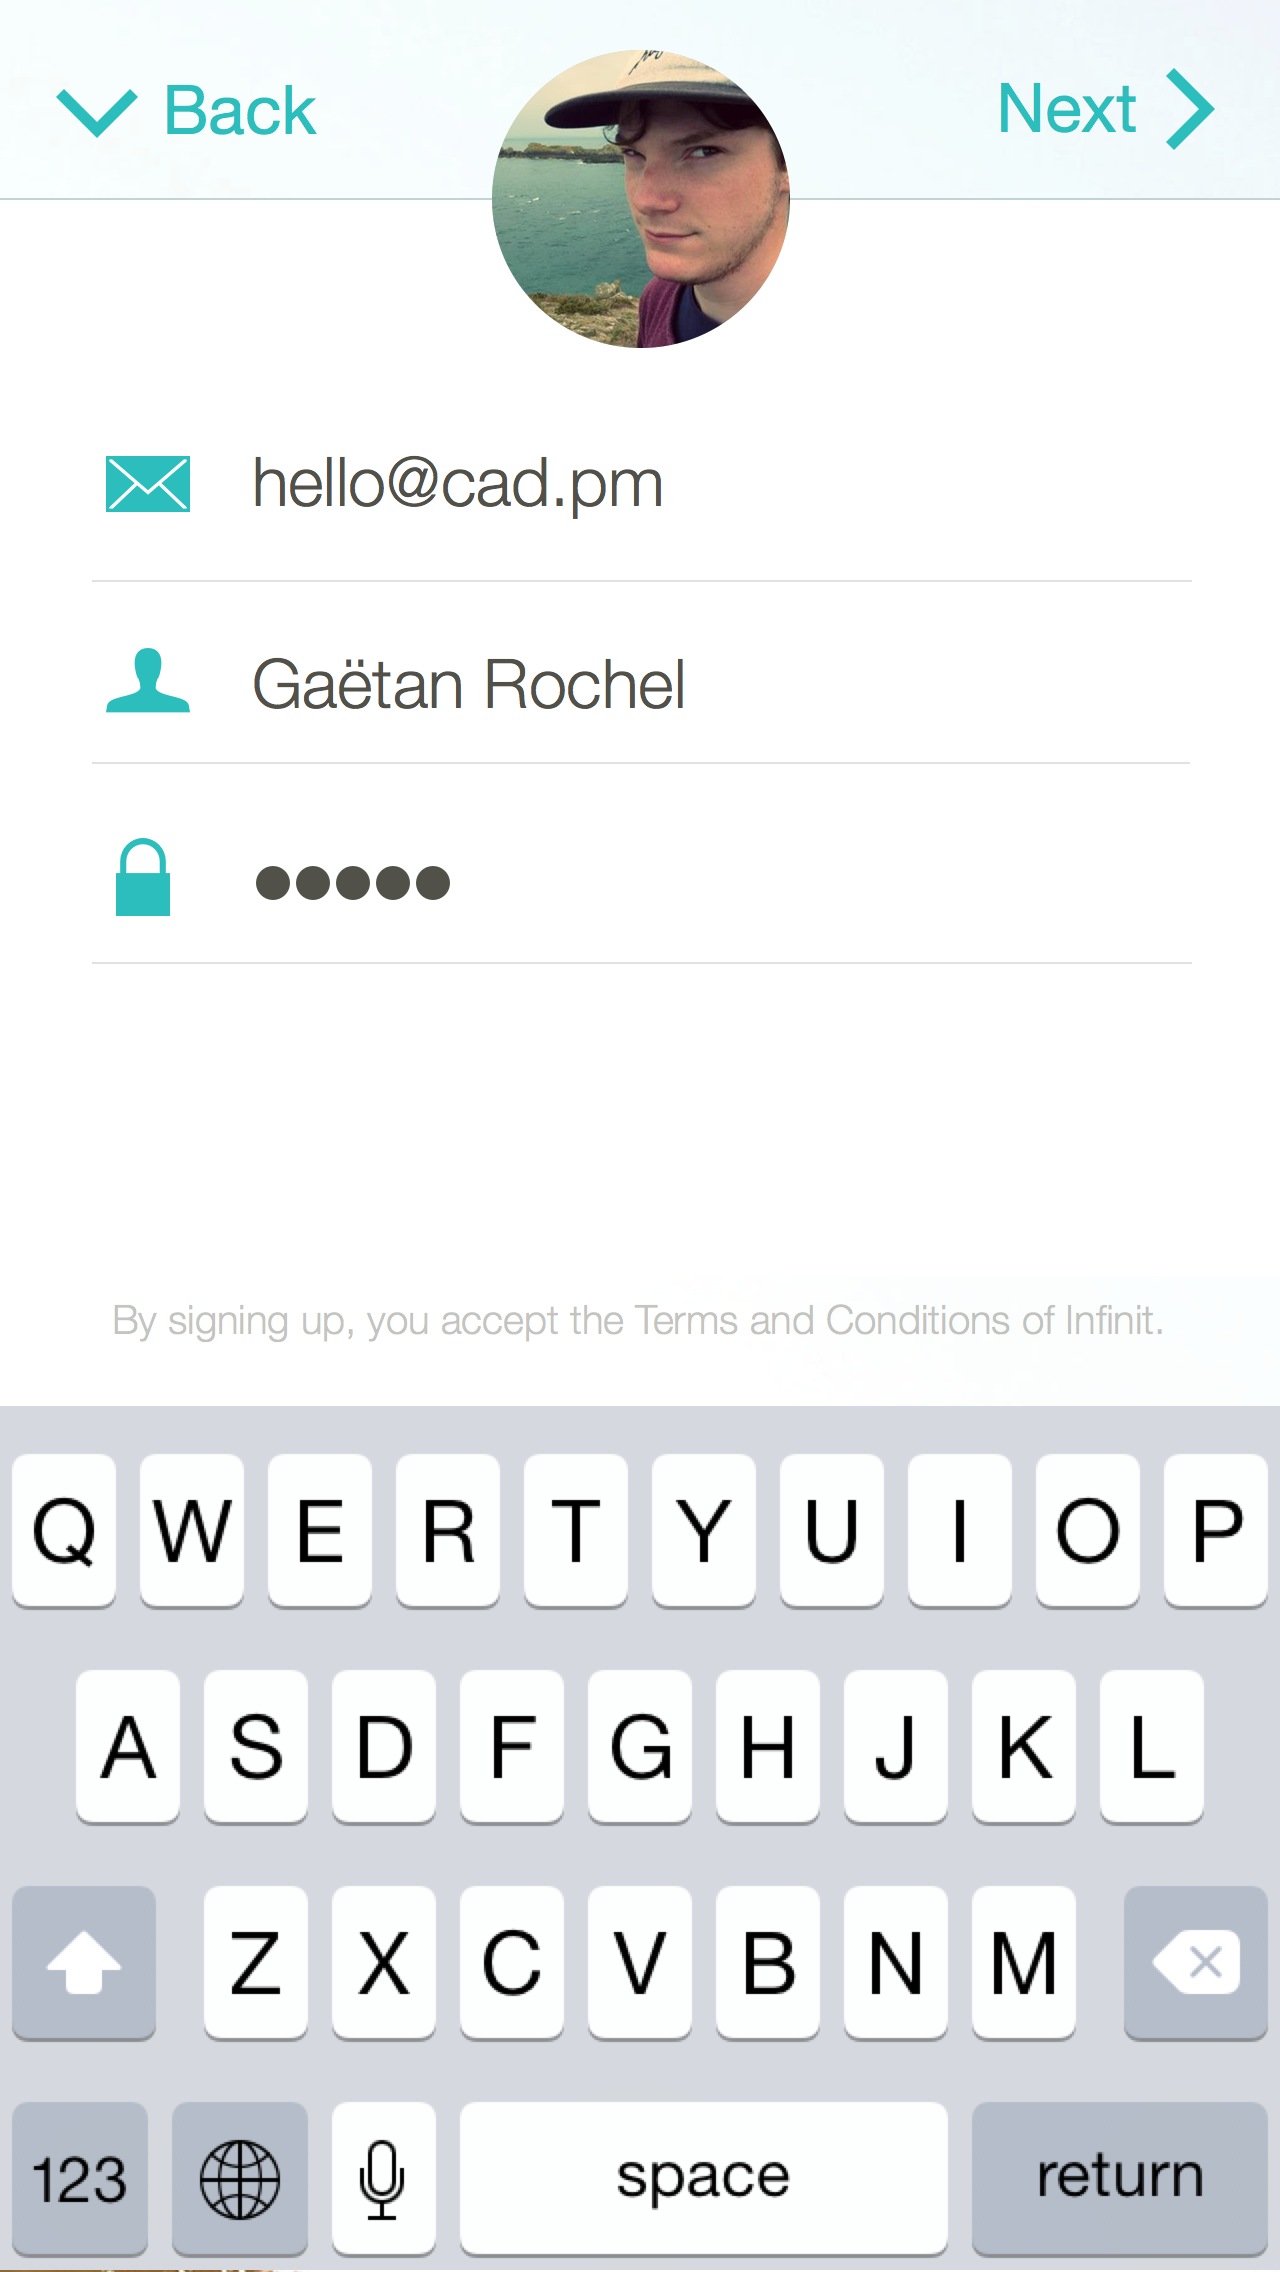 Back
Next
hello@cad.pm
Gaëtan Rochel
●●●●●
By signing up, you accept the Terms and Conditions of Infinit.
Q W E R T Y U I O P
A S D F G H J K L
Z X C V B N M
123 space return